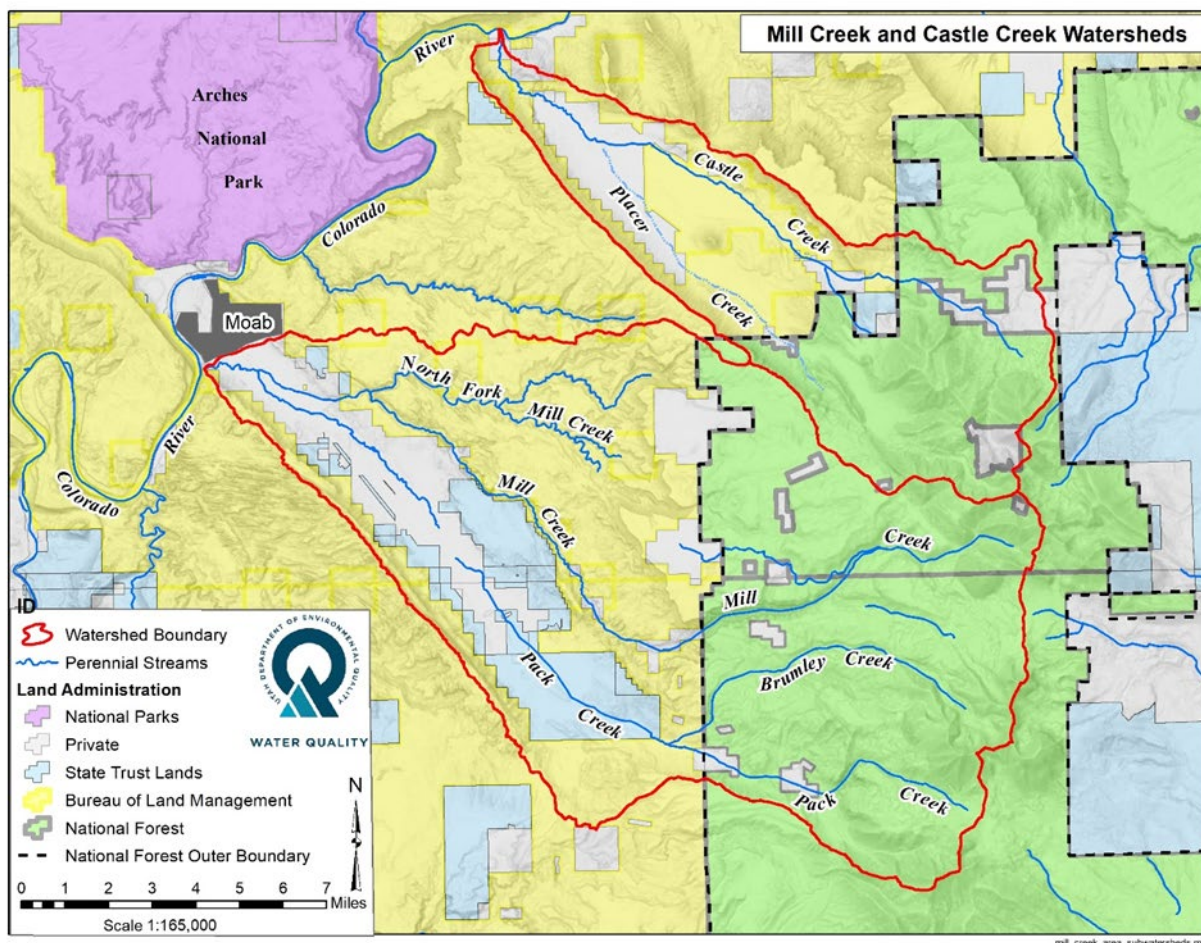 Mill Creek and Castle Creek Watersheds
River
Arches
National
Park
Castle
Creek
Placer
Creek
Colorado
Moab
North Fork
Mill Creek
River
Colorado
Mill
Creek
Creek
Mill
Brumley Creek
Pack
Creek
Pack
Creek
ID
Watershed Boundary
Perennial Streams
Land Administration
National Parks
Private
State Trust Lands
Bureau of Land Management
National Forest
National Forest Outer Boundary
UTAH DEPARTMENT OF ENVIRONMENTAL QUALITY
WATER QUALITY
N
0 1 2 3 4 5 6 7
Miles
Scale 1:165,000